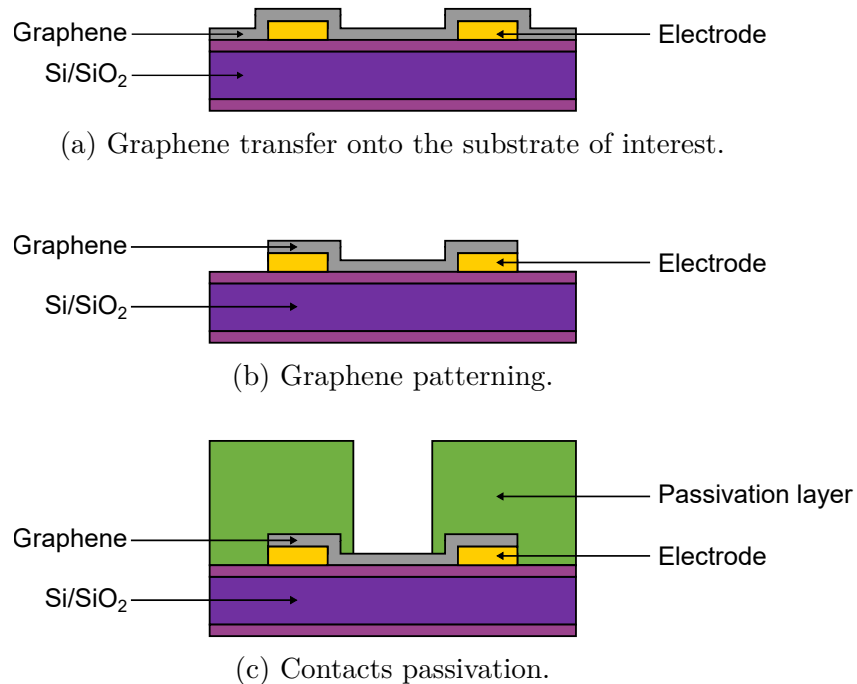 Graphene
Electrode
Si/SiO₂
(a) Graphene transfer onto the substrate of interest.
Graphene
Electrode
Si/SiO₂
(b) Graphene patterning.
Passivation layer
Graphene
Electrode
Si/SiO₂
(c) Contacts passivation.